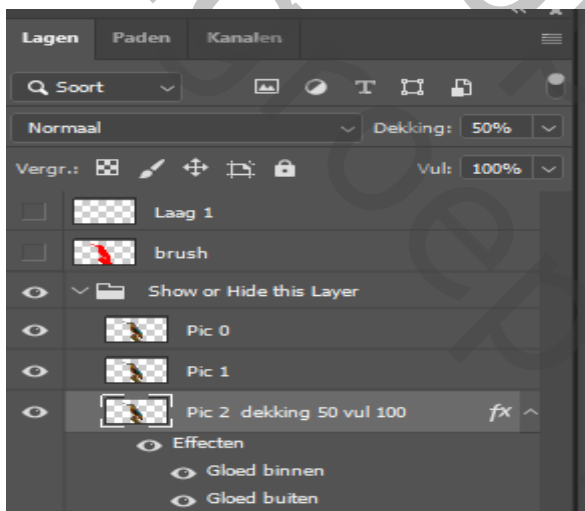 Lagen Paden Kanalen
Soort
Normaal Dekking: 50%
Vergr.: Vul: 100%
Laag 1
brush
Show or Hide this Layer
Pic 0
Pic 1
Pic 2 dekking 50 vul 100 fx
Effecten
Gloed binnen
Gloed buiten